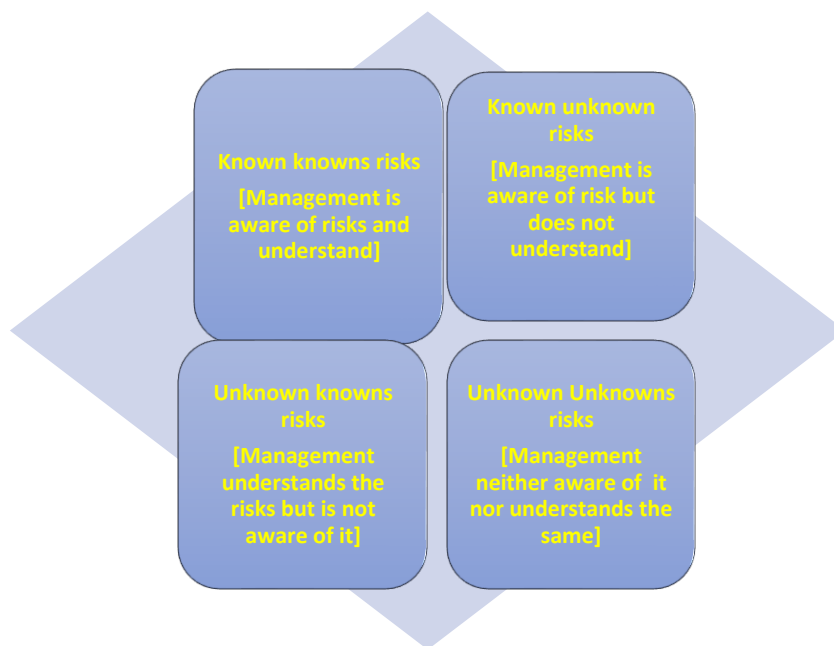 Known knowns risks
[Management is
aware of risks and
understand]
Known unknown
risks
[Management is
aware of risk but
does not
understand]
Unknown knowns
risks
[Management
understands the
risks but is not
aware of it]
Unknown Unknowns
risks
[Management
neither aware of  it
nor understands the
same]